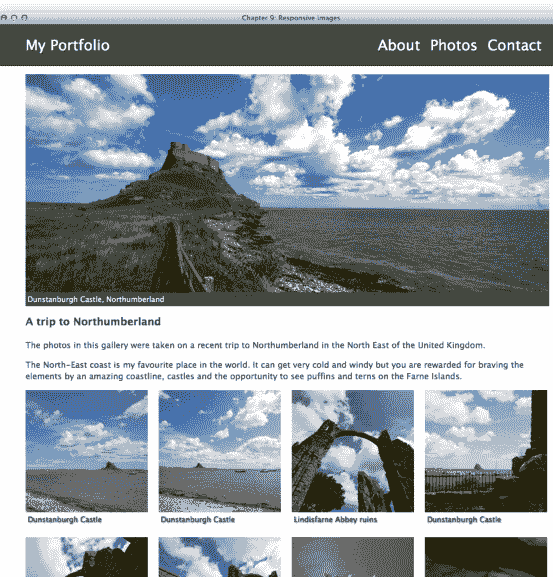 Chapter 9: Responsive Images
My Portfolio
About Photos Contact
Dunstanburgh Castle, Northumberland
A trip to Northumberland
The photos in this gallery were taken on a recent trip to Northumberland in the North East of the United Kingdom.
The North-East coast is my favourite place in the world. It can get very cold and windy but you are rewarded for braving the
elements by an amazing coastline, castles and the opportunity to see puffins and terns on the Farne Islands.
Dunstanburgh Castle
Dunstanburgh Castle
Lindisfarne Abbey ruins
Dunstanburgh Castle